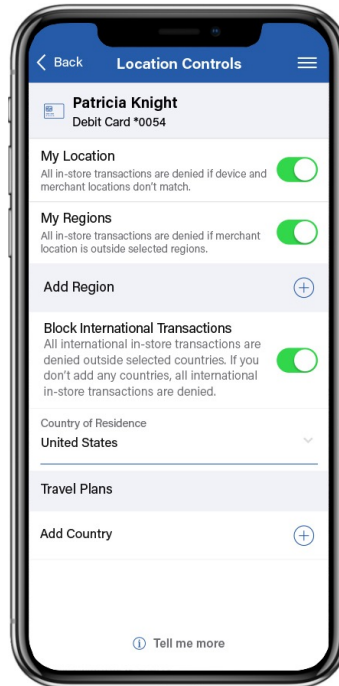 Back
Location Controls
Patricia Knight
Debit Card *0054
My Location
All in-store transactions are denied if device and
merchant locations don't match.
My Regions
All in-store transactions are denied if merchant
location is outside selected regions.
Add Region
Block International Transactions
All international in-store transactions are
denied outside selected countries. If you
don't add any countries, all international
in-store transactions are denied.
Country of Residence
United States
Travel Plans
Add Country
Tell me more